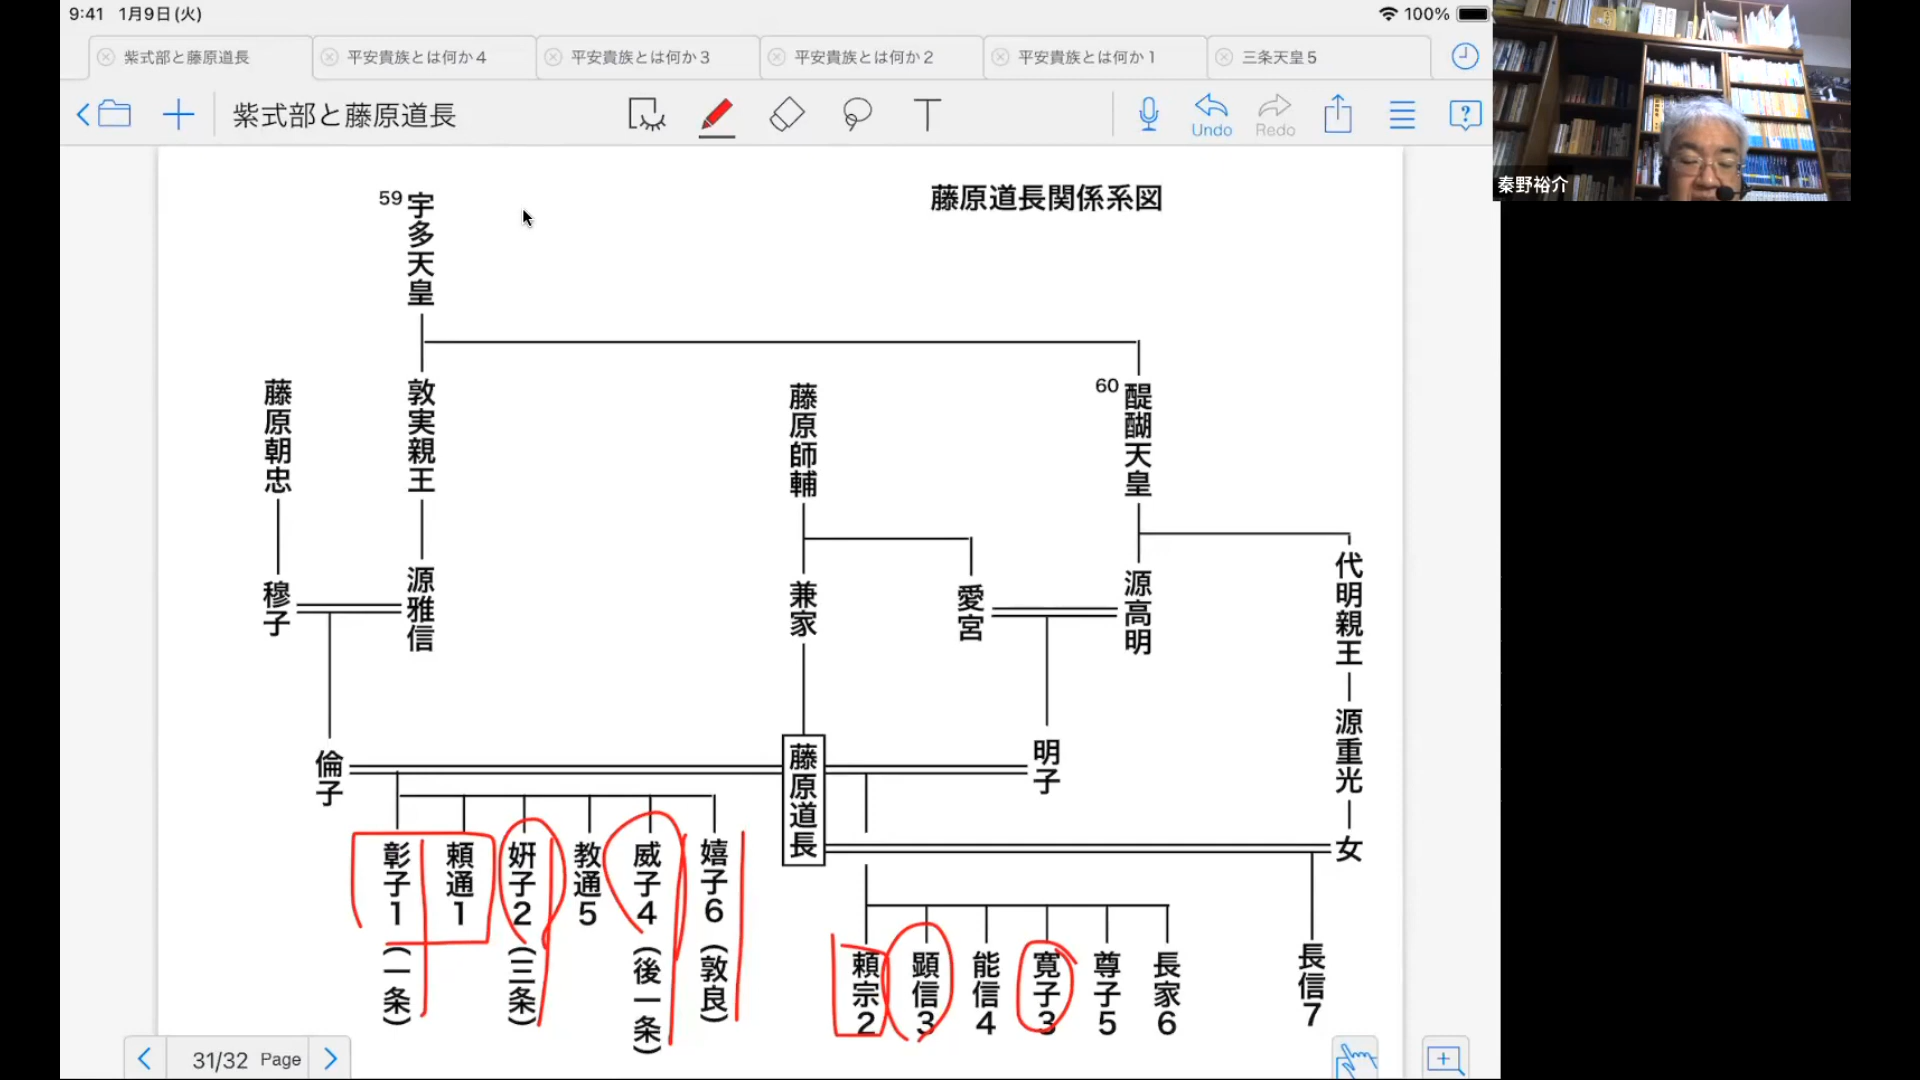 9:41 1月9日(火)
100%
紫式部と藤原道長
平安貴族とは何か4
平安貴族とは何か3
平安貴族とは何か2
平安貴族とは何か1
三条天皇5
紫式部と藤原道長
Undo
Redo
秦野裕介
藤原道長関係系図
59
宇多天皇
藤原朝忠
敦実親王
藤原師輔
60
醍醐天皇
穆子
源雅信
兼家
愛宮
源高明
代明親王
源重光
倫子
藤原道長
明子
女
彰子1(一条)
頼通1
妍子2(三条)
教通5
威子4(後一条)
嬉子6(敦良)
頼宗2
顕信3
能信4
寛子3
尊子5
長家6
長信7
31/32 Page